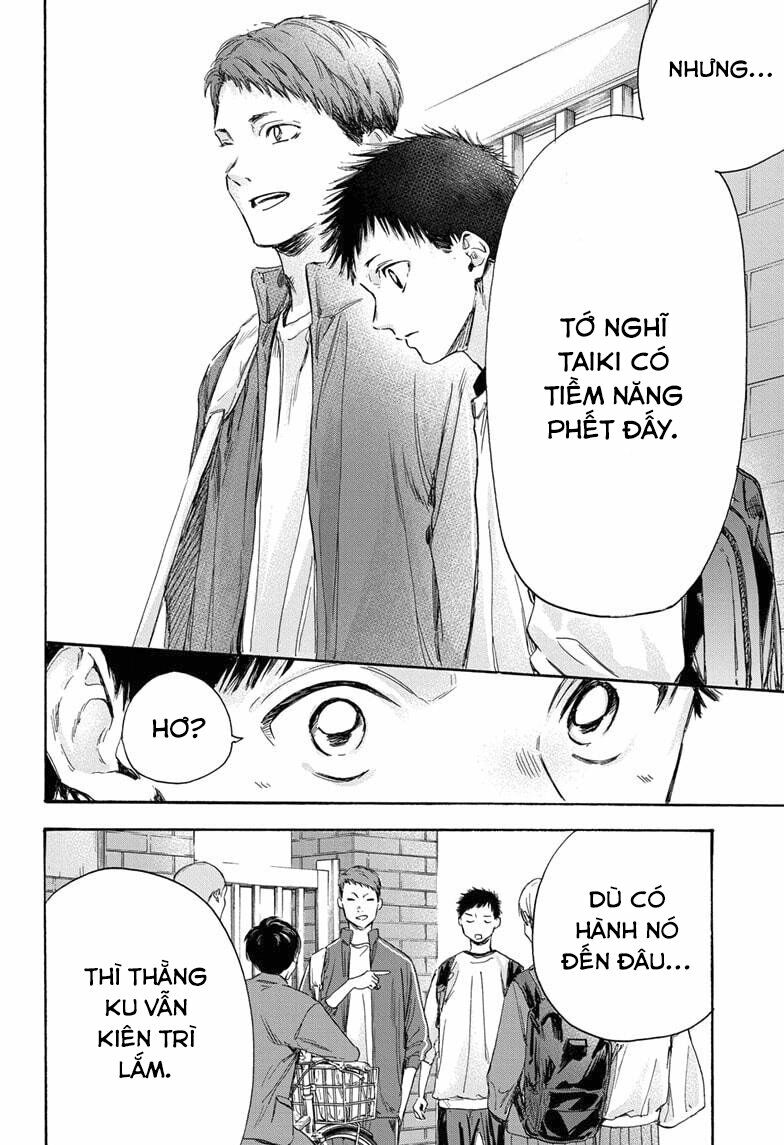 NHƯNG...
TỚ NGHĨ
TAIKI CÓ
TIỀM NĂNG
PHẾT ĐẤY.
HƠ?
DÙ CÓ
HÀNH NÓ
ĐẾN ĐÂU...
THÌ THẰNG
KU VẪN
KIÊN TRÌ
LẮM.